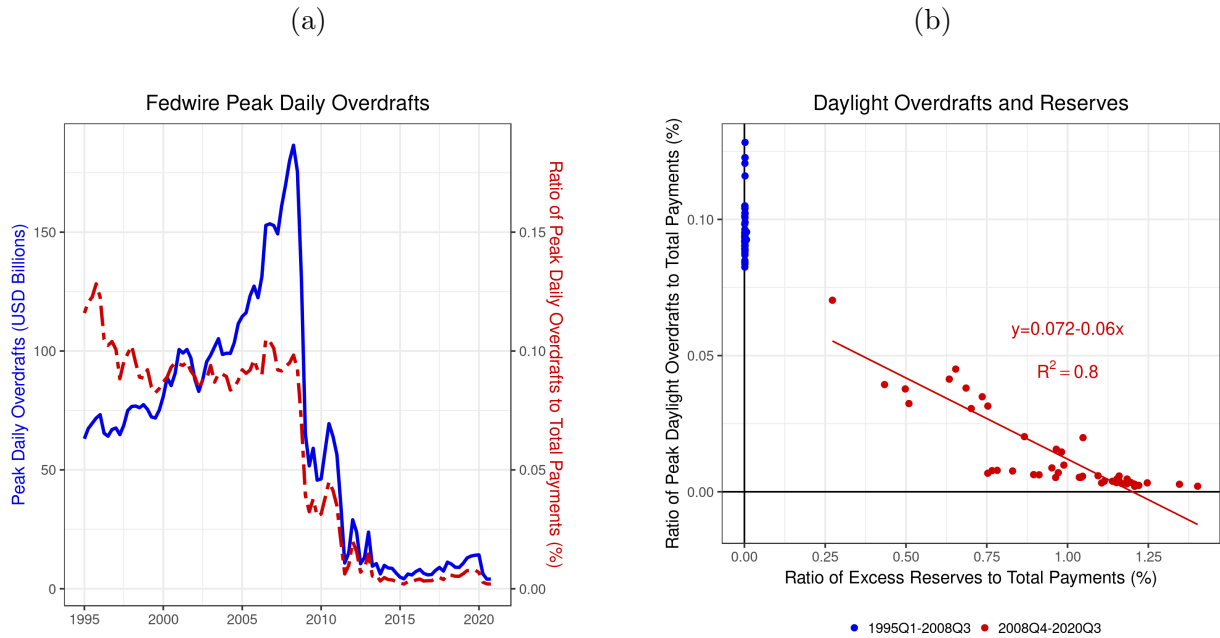 (a)
Fedwire Peak Daily Overdrafts
Peak Daily Overdrafts (USD Billions)
150
100
50
0
0.15
0.10
0.05
0.00
Ratio of Peak Daily Overdrafts to Total Payments (%)
1995
2000
2005
2010
2015
2020
(b)
Daylight Overdrafts and Reserves
Ratio of Peak Daylight Overdrafts to Total Payments (%)
0.10
0.05
0.00
y=0.072-0.06x
R² = 0.8
0.00
0.25
0.50
0.75
1.00
1.25
Ratio of Excess Reserves to Total Payments (%)
1995Q1-2008Q3
2008Q4-2020Q3